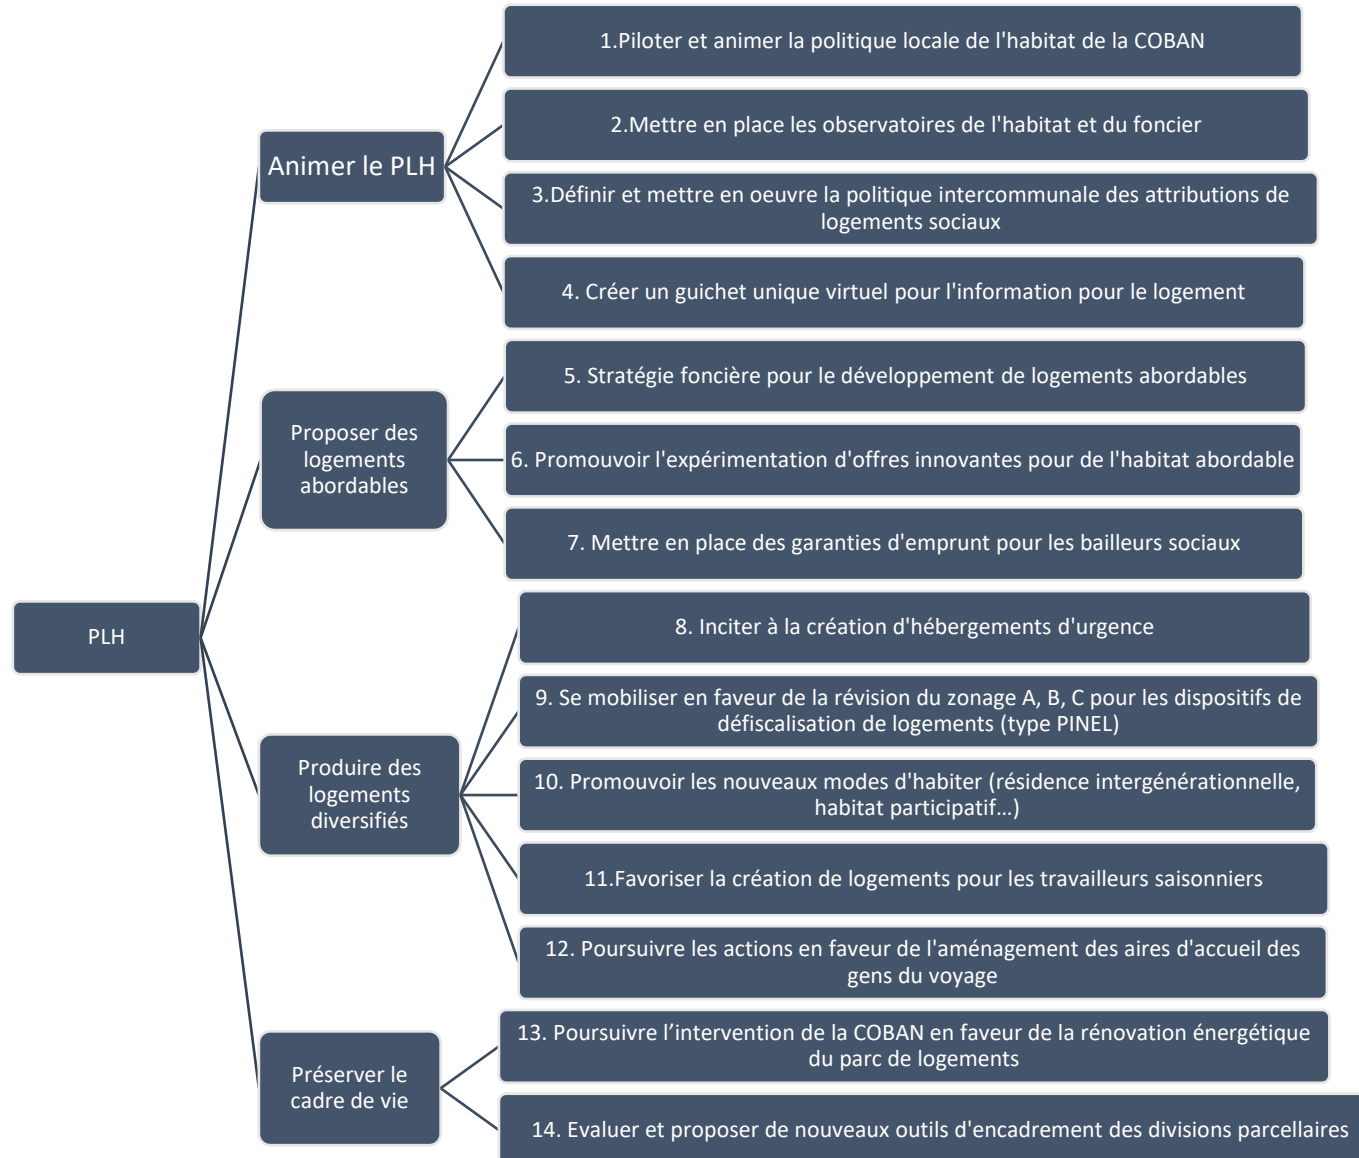 PLH
Animer le PLH
1.Piloter et animer la politique locale de l'habitat de la COBAN
2.Mettre en place les observatoires de l'habitat et du foncier
3.Définir et mettre en oeuvre la politique intercommunale des attributions de
logements sociaux
4. Créer un guichet unique virtuel pour l'information pour le logement
Proposer des
logements
abordables
5. Stratégie foncière pour le développement de logements abordables
6. Promouvoir l'expérimentation d'offres innovantes pour de l'habitat abordable
7. Mettre en place des garanties d'emprunt pour les bailleurs sociaux
Produire des
logements
diversifiés
8. Inciter à la création d'hébergements d'urgence
9. Se mobiliser en faveur de la révision du zonage A, B, C pour les dispositifs de
défiscalisation de logements (type PINEL)
10. Promouvoir les nouveaux modes d'habiter (résidence intergénérationnelle,
habitat participatif…)
11.Favoriser la création de logements pour les travailleurs saisonniers
12. Poursuivre les actions en faveur de l'aménagement des aires d'accueil des
gens du voyage
Préserver le
cadre de vie
13. Poursuivre l’intervention de la COBAN en faveur de la rénovation énergétique
du parc de logements
14. Evaluer et proposer de nouveaux outils d'encadrement des divisions parcellaires